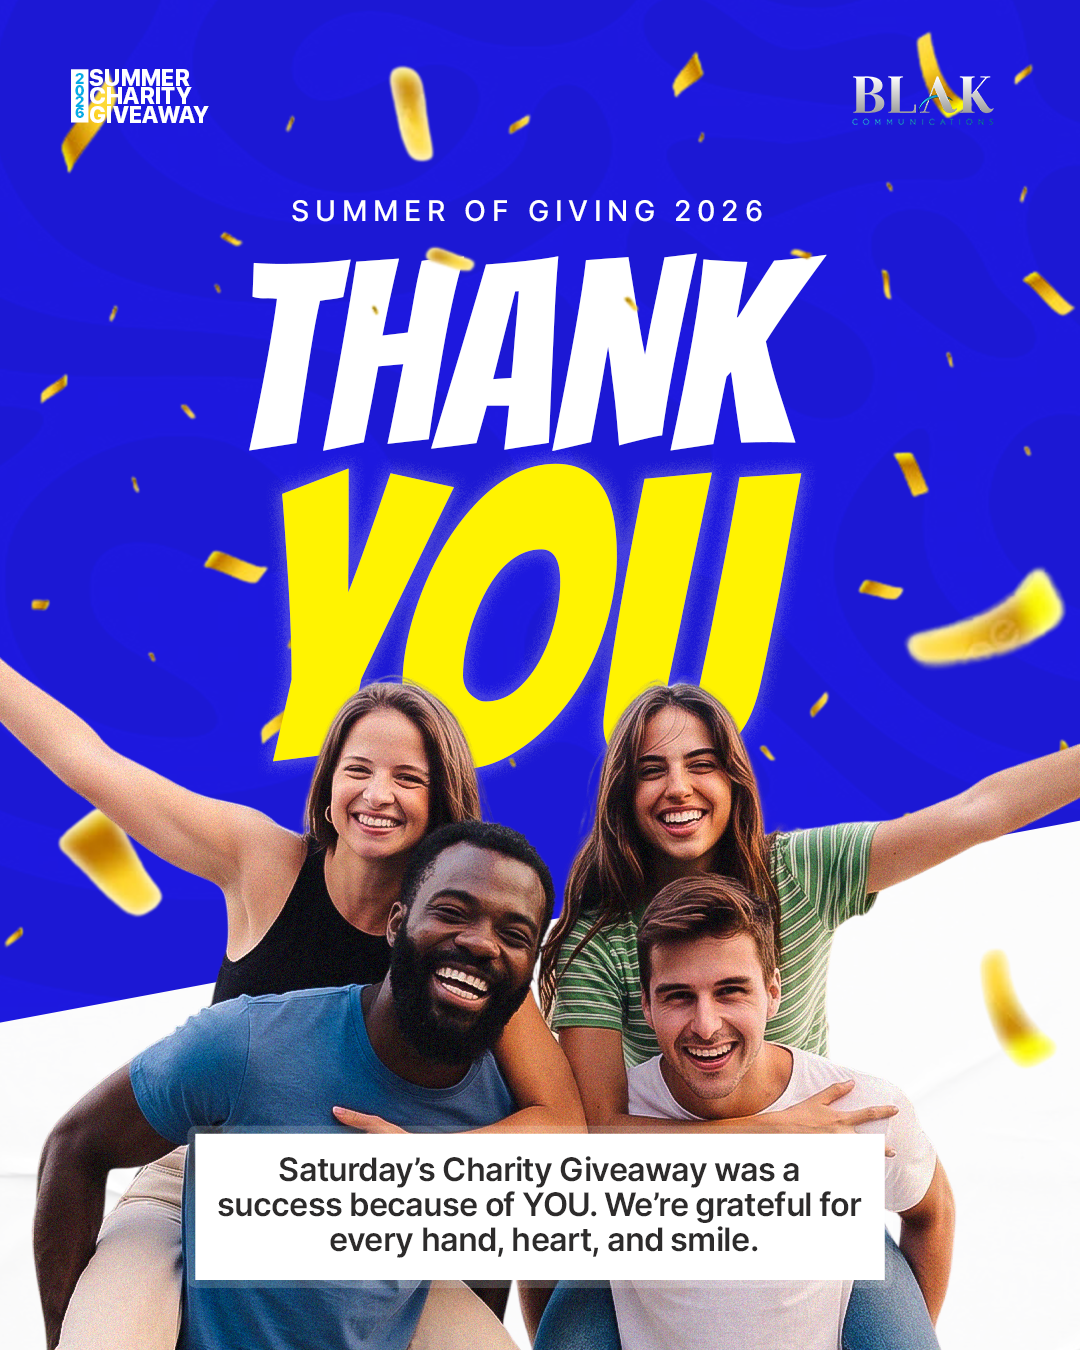 2026
SUMMER
CHARITY
GIVEAWAY
BLAK
COMMUNICATIONS
SUMMER OF GIVING 2026
THANK
YOU
Saturday’s Charity Giveaway was a
success because of YOU. We’re grateful for
every hand, heart, and smile.